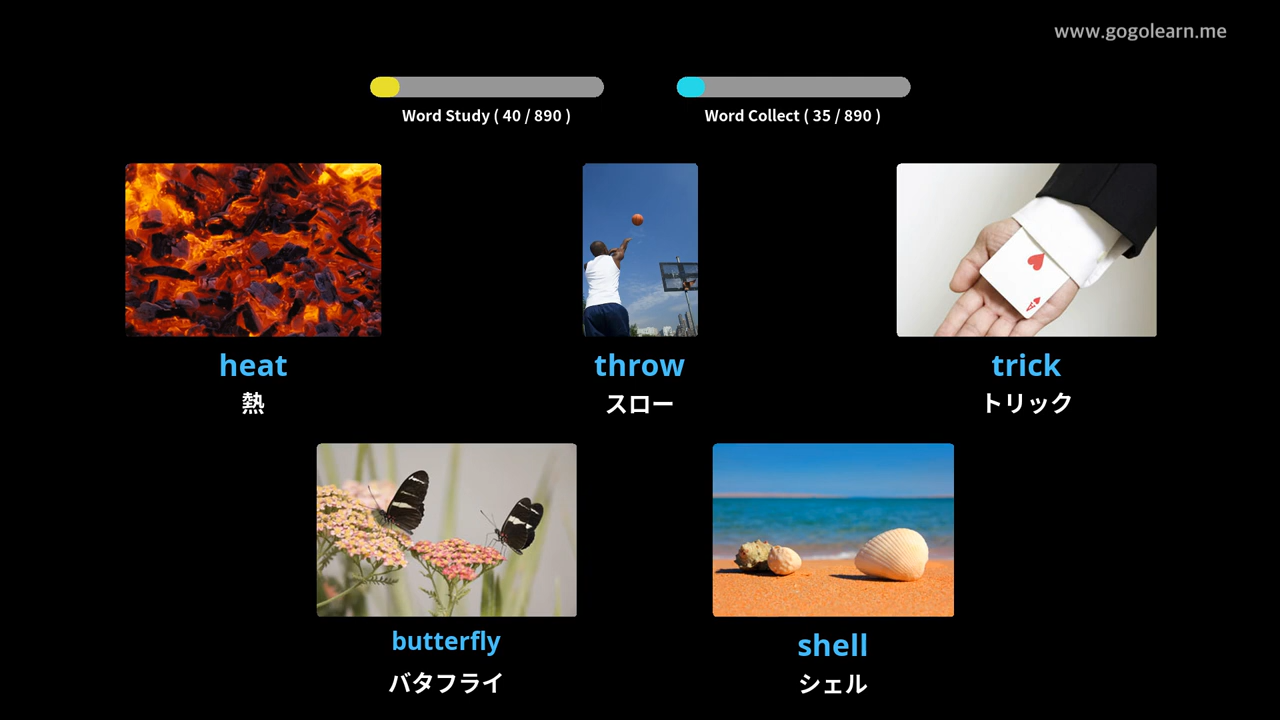 www.gogolearn.me
Word Study ( 40 / 890 )
Word Collect ( 35 / 890 )
heat
熱
throw
スロー
trick
トリック
butterfly
バタフライ
shell
シェル